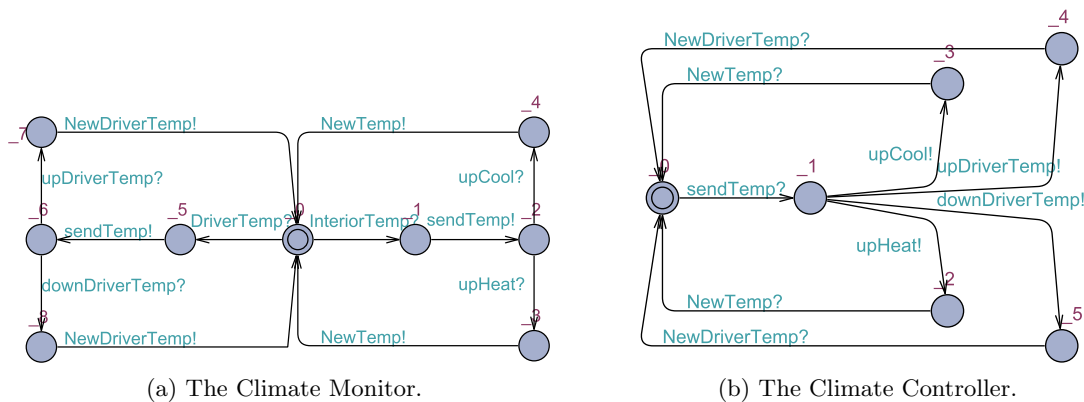 _7
NewDriverTemp!
NewTemp!
_4
upDriverTemp?
upCool?
_6
sendTemp!
_5
DriverTemp?
_0
InteriorTemp?
_1
sendTemp!
_2
downDriverTemp?
upHeat?
_8
NewDriverTemp!
NewTemp!
_3
(a) The Climate Monitor.
NewDriverTemp?
_4
NewTemp?
_3
upCool!
upDriverTemp!
_0
sendTemp?
_1
downDriverTemp!
upHeat!
_2
NewTemp?
_5
NewDriverTemp?
(b) The Climate Controller.